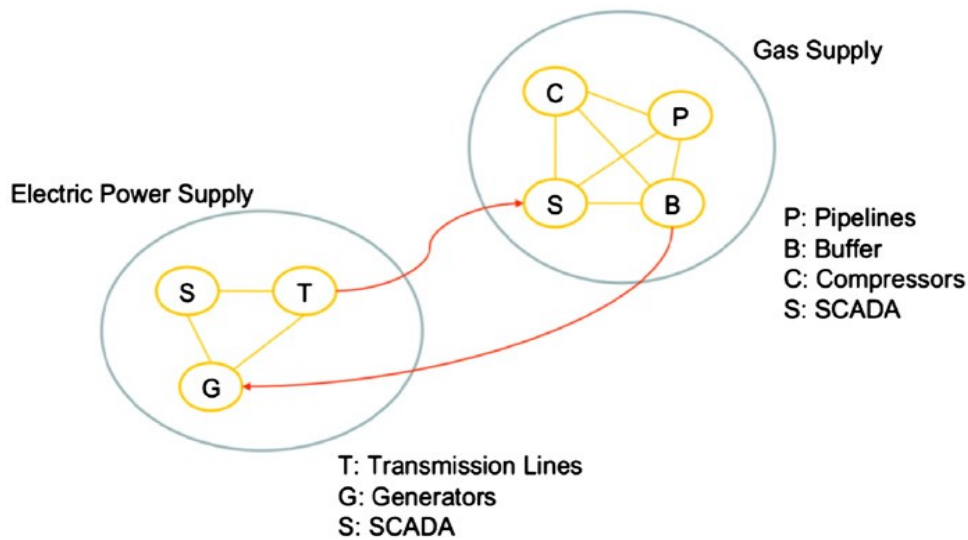 Gas Supply
C
P
S
B
Electric Power Supply
S
T
G
P: Pipelines
B: Buffer
C: Compressors
S: SCADA
T: Transmission Lines
G: Generators
S: SCADA